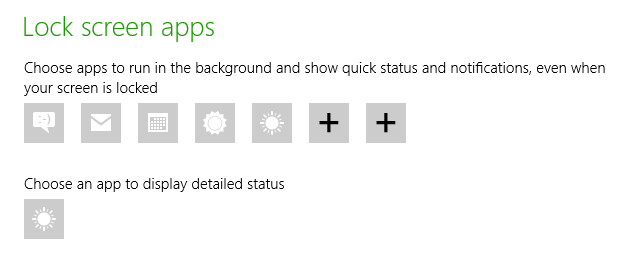 Lock screen apps
Choose apps to run in the background and show quick status and notifications, even when
your screen is locked
Choose an app to display detailed status